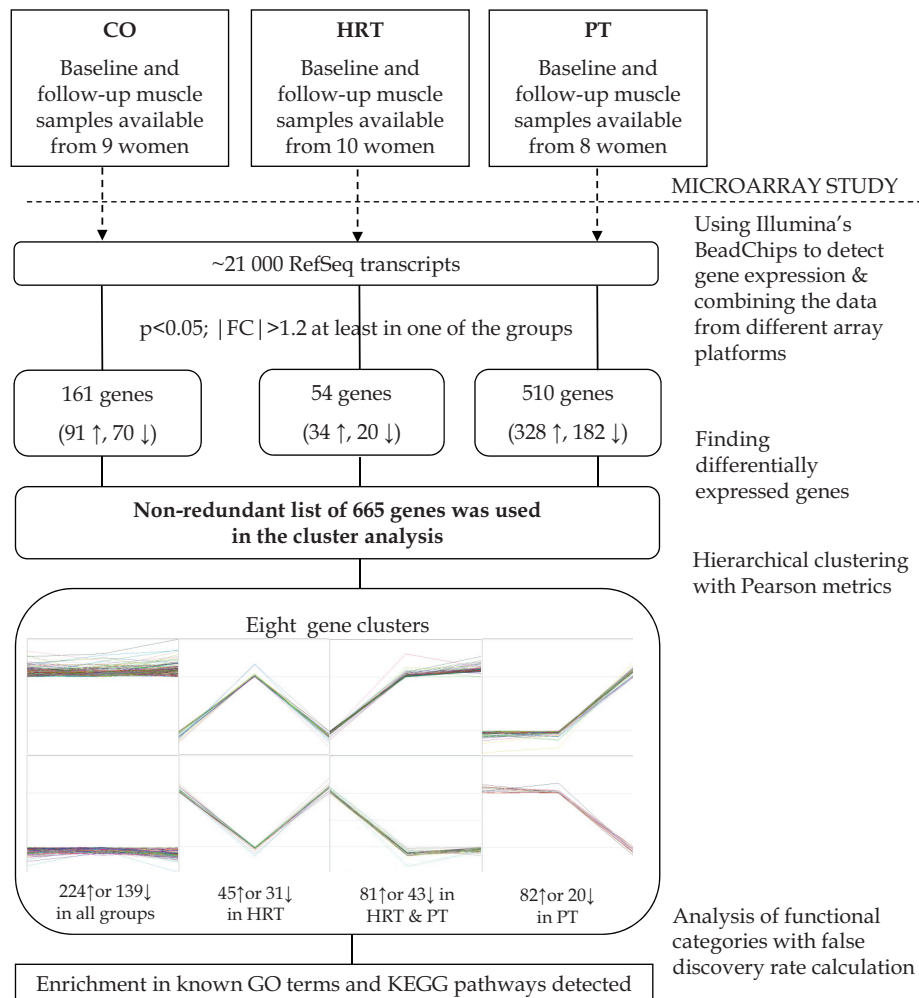 CO
Baseline and
follow-up muscle
samples available
from 9 women
HRT
Baseline and
follow-up muscle
samples available
from 10 women
PT
Baseline and
follow-up muscle
samples available
from 8 women
MICROARRAY STUDY
~21 000 RefSeq transcripts
Using Illumina's
BeadChips to detect
gene expression &
combining the data
from different array
platforms
p<0.05; |FC|>1.2 at least in one of the groups
161 genes
(91 ↑, 70 ↓)
54 genes
(34 ↑, 20 ↓)
510 genes
(328 ↑, 182 ↓)
Finding
differentially
expressed genes
Non-redundant list of 665 genes was used
in the cluster analysis
Hierarchical clustering
with Pearson metrics
Eight gene clusters
224↑or 139↓
in all groups
45↑or 31↓
in HRT
81↑or 43↓ in
HRT & PT
82↑or 20↓
in PT
Analysis of functional
categories with false
discovery rate calculation
Enrichment in known GO terms and KEGG pathways detected